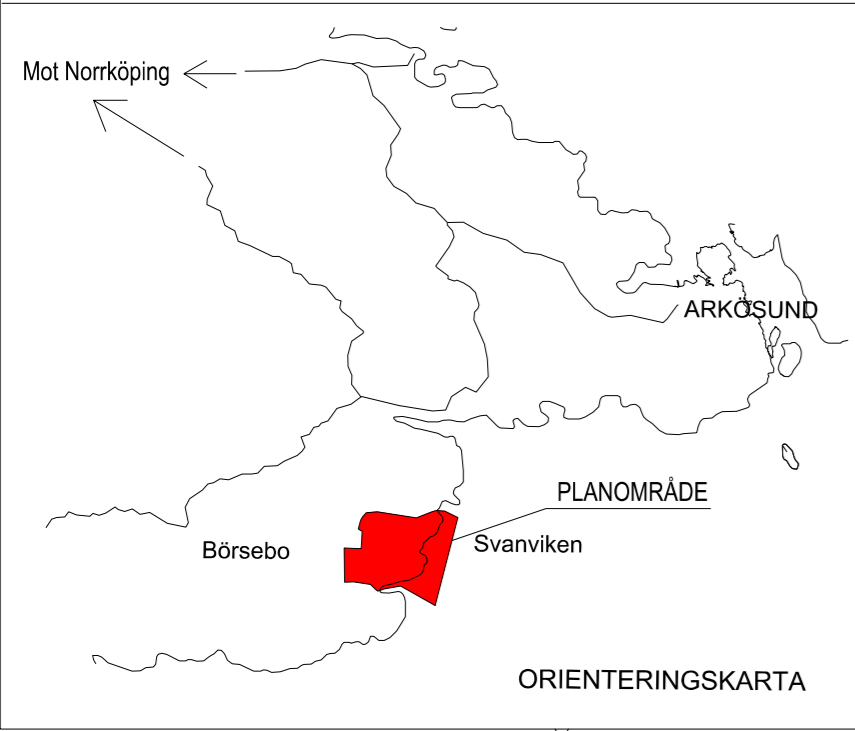 Mot Norrköping
ARKÖSUND
PLANOMRÅDE
Börsebo
Svanviken
ORIENTERINGSKARTA